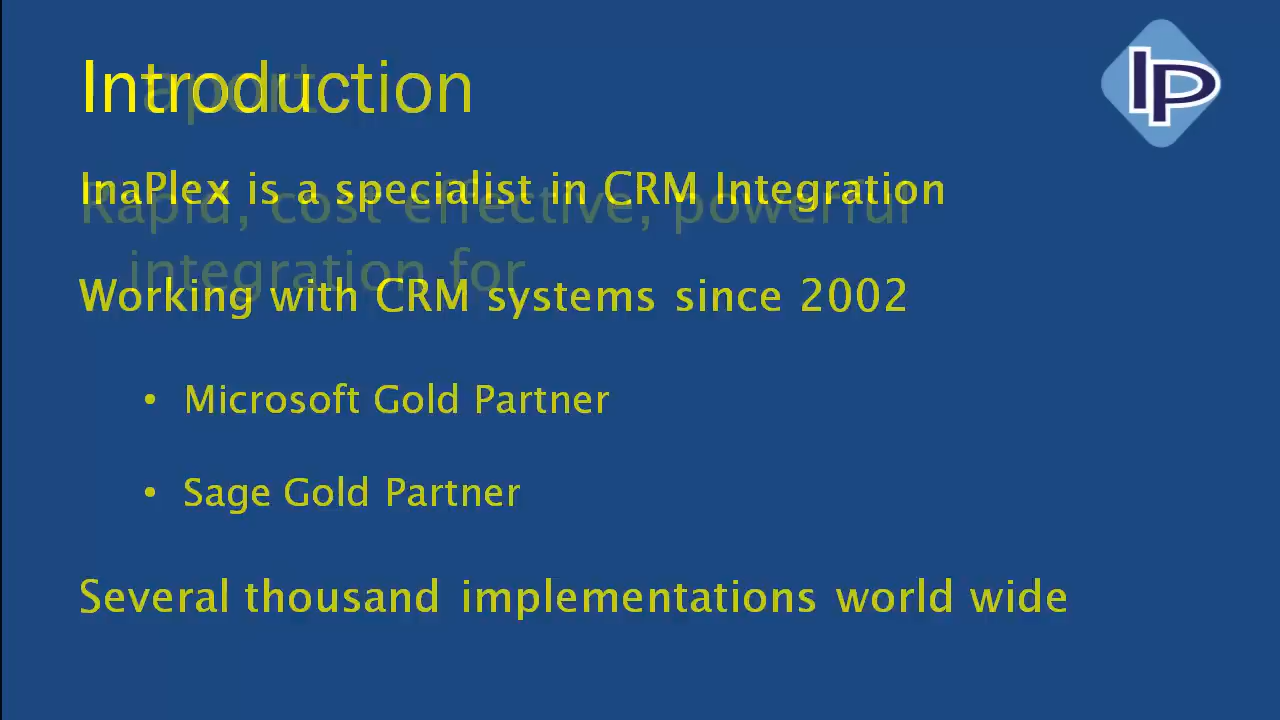 Introduction
InaPlex is a specialist in CRM Integration
Working with CRM systems since 2002
• Microsoft Gold Partner
• Sage Gold Partner
Several thousand implementations world wide
IP
Rapid, cost effective, powerful
integration for